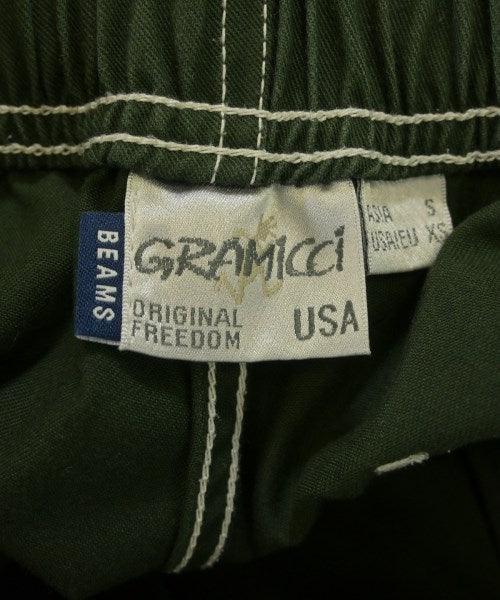 BEAMS
GRAMICCI
ORIGINAL
FREEDOM
USA
ASIA S
USA/EU XS